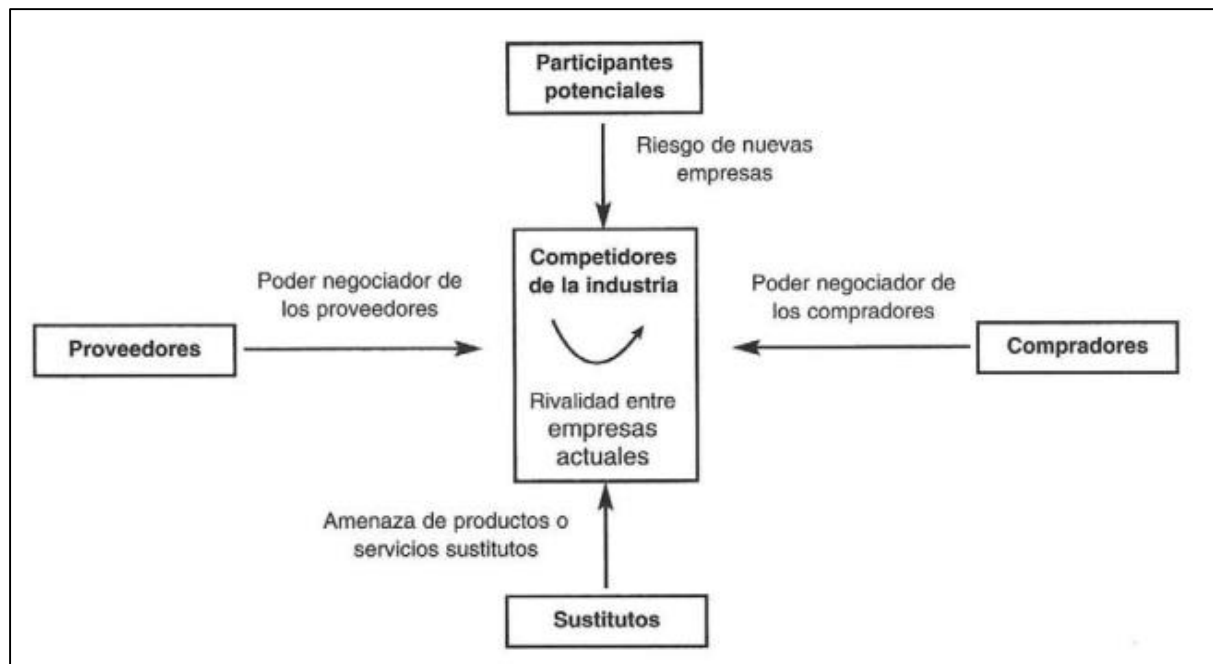 Participantes
potenciales
Riesgo de nuevas
empresas
Poder negociador de
los proveedores
Proveedores
Competidores
de la industria
Rivalidad entre
empresas
actuales
Poder negociador de
los compradores
Compradores
Amenaza de productos o
servicios sustitutos
Sustitutos